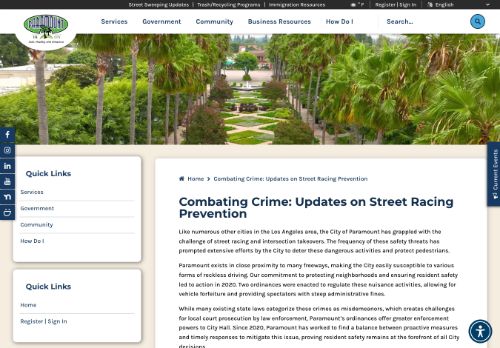 Street Sweeping Updates | Trash/Recycling Programs | Immigration Resources
° F | Register | Sign In | English
PARAMOUNT
Services Government Community Business Resources How Do I Search...
Current Events
Quick Links
Services
Government
Community
How Do I
Quick Links
Home
Register | Sign In
Home > Combating Crime: Updates on Street Racing Prevention
Combating Crime: Updates on Street Racing
Prevention
Like numerous other cities in the Los Angeles area, the City of Paramount has grappled with the
challenge of street racing and intersection takeovers. The frequency of these safety threats has
prompted extensive efforts by the City to deter these dangerous activities and protect pedestrians.
Paramount exists in close proximity to many freeways, making the City easily susceptible to various
forms of reckless driving. Our commitment to protecting neighborhoods and ensuring resident safety
led to action in 2020. Two ordinances were enacted to regulate these nuisance activities, allowing
for vehicle forfeiture and providing spectators with steep administrative fines.
While many existing state laws categorize these crimes as misdemeanors, which creates challenges
for local court prosecution by law enforcement, Paramount's ordinances offer greater enforcement
powers to City Hall. Since 2020, Paramount has worked to find a balance between proactive measures
and timely responses to mitigate this issue, proving resident safety remains at the forefront of all City
decisions.